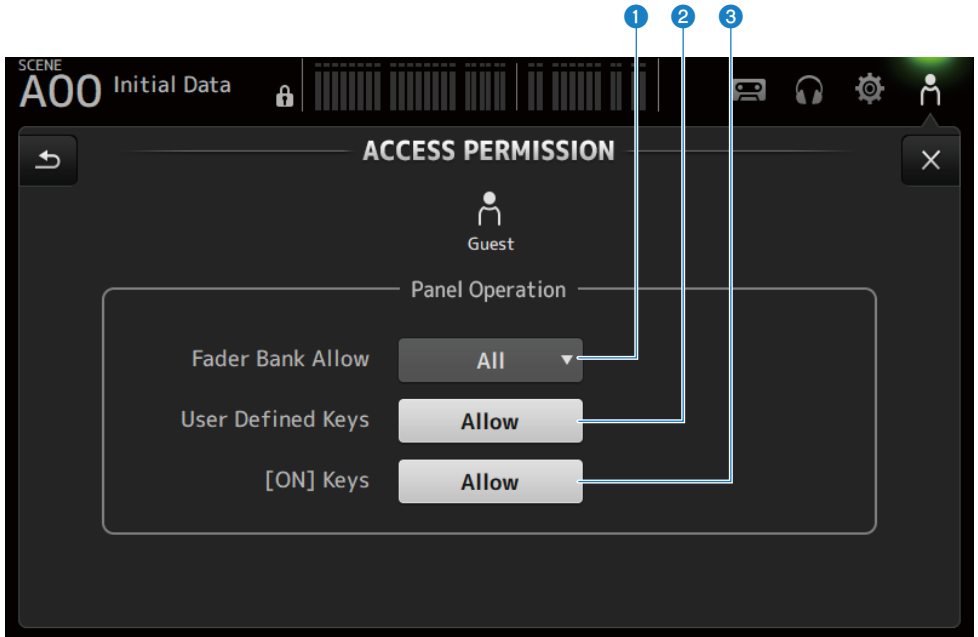 1 2 3
SCENE
A00 Initial Data
ACCESS PERMISSION
Guest
Panel Operation
Fader Bank Allow All
User Defined Keys Allow
[ON] Keys Allow